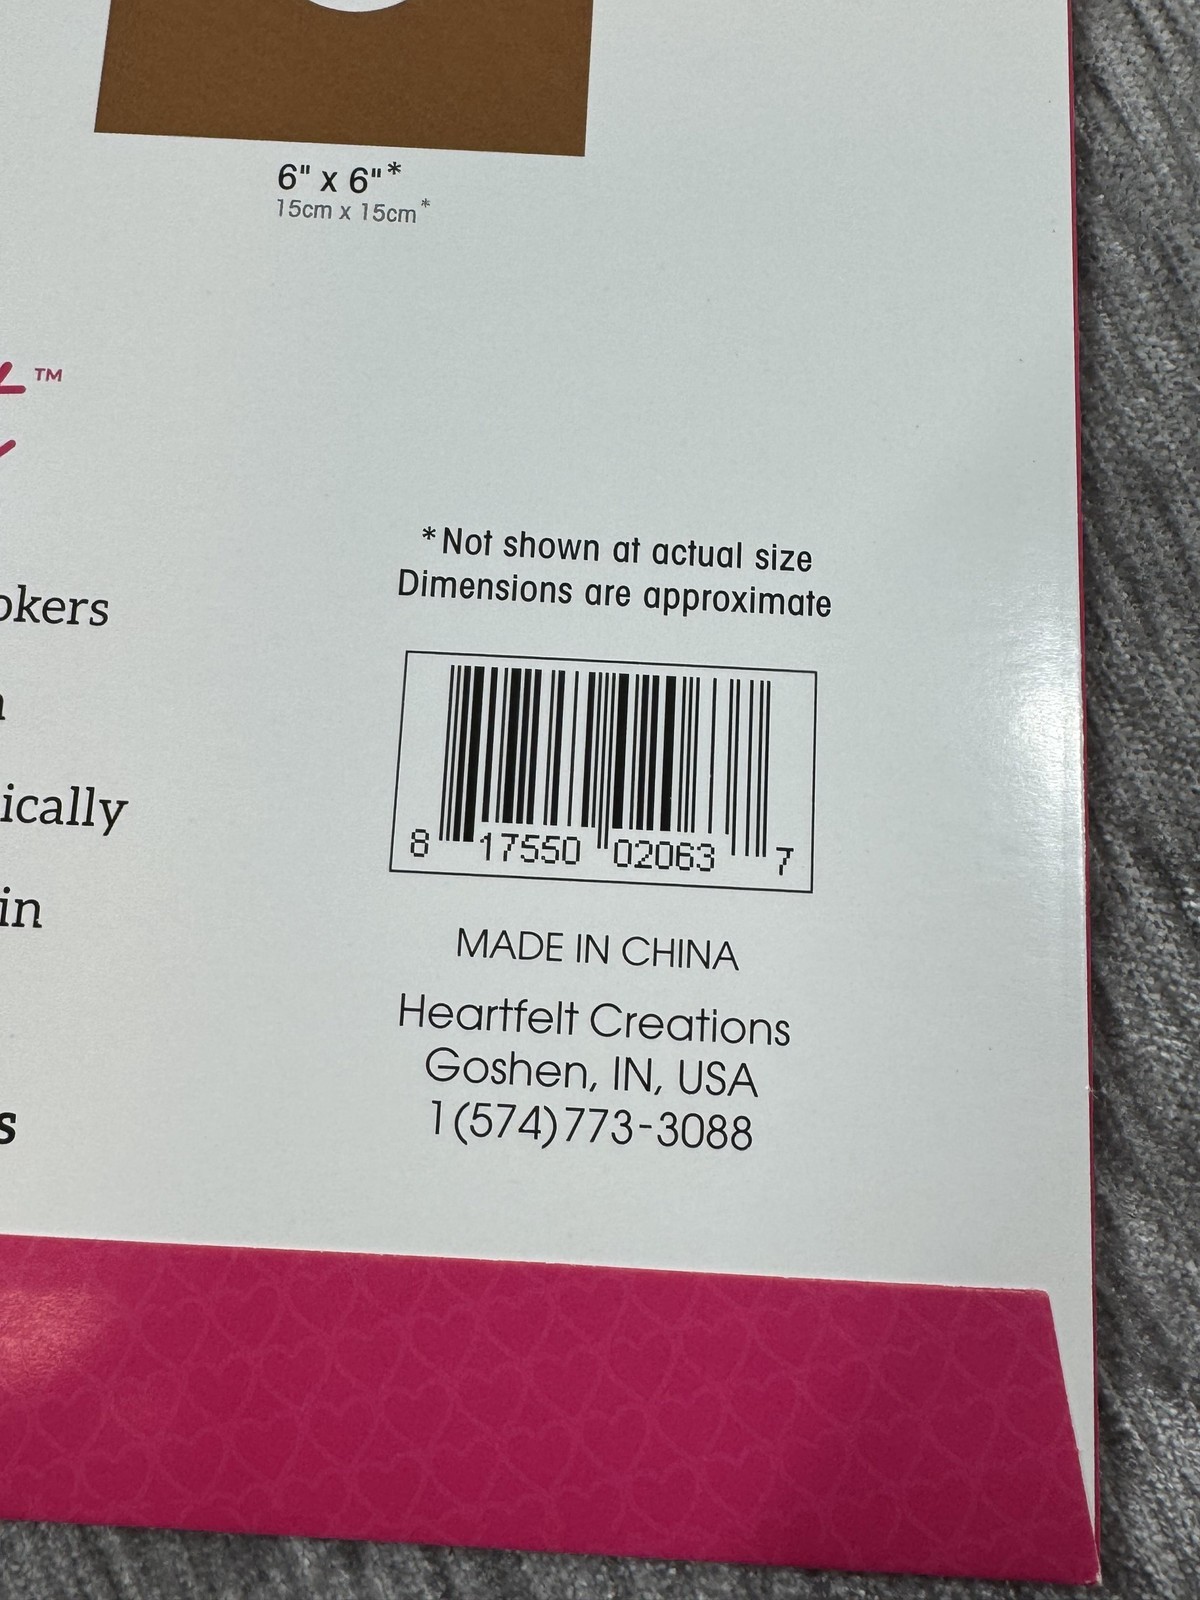 6" x 6"*
15cm x 15cm*
™
*Not shown at actual size
Dimensions are approximate
okers
ically
in
s
8 17550 02063 7
MADE IN CHINA
Heartfelt Creations
Goshen, IN, USA
1(574)773-3088